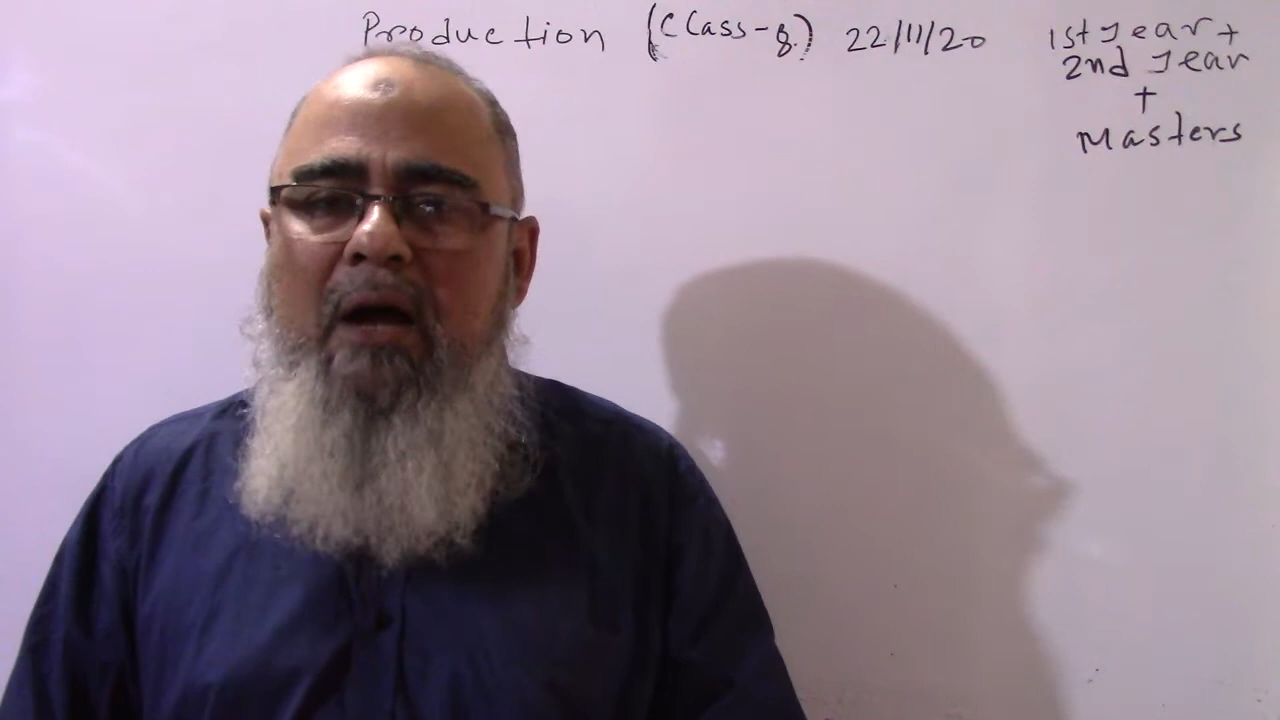 Production (Class-8) 22/11/20
1st year +
2nd year
+
Masters